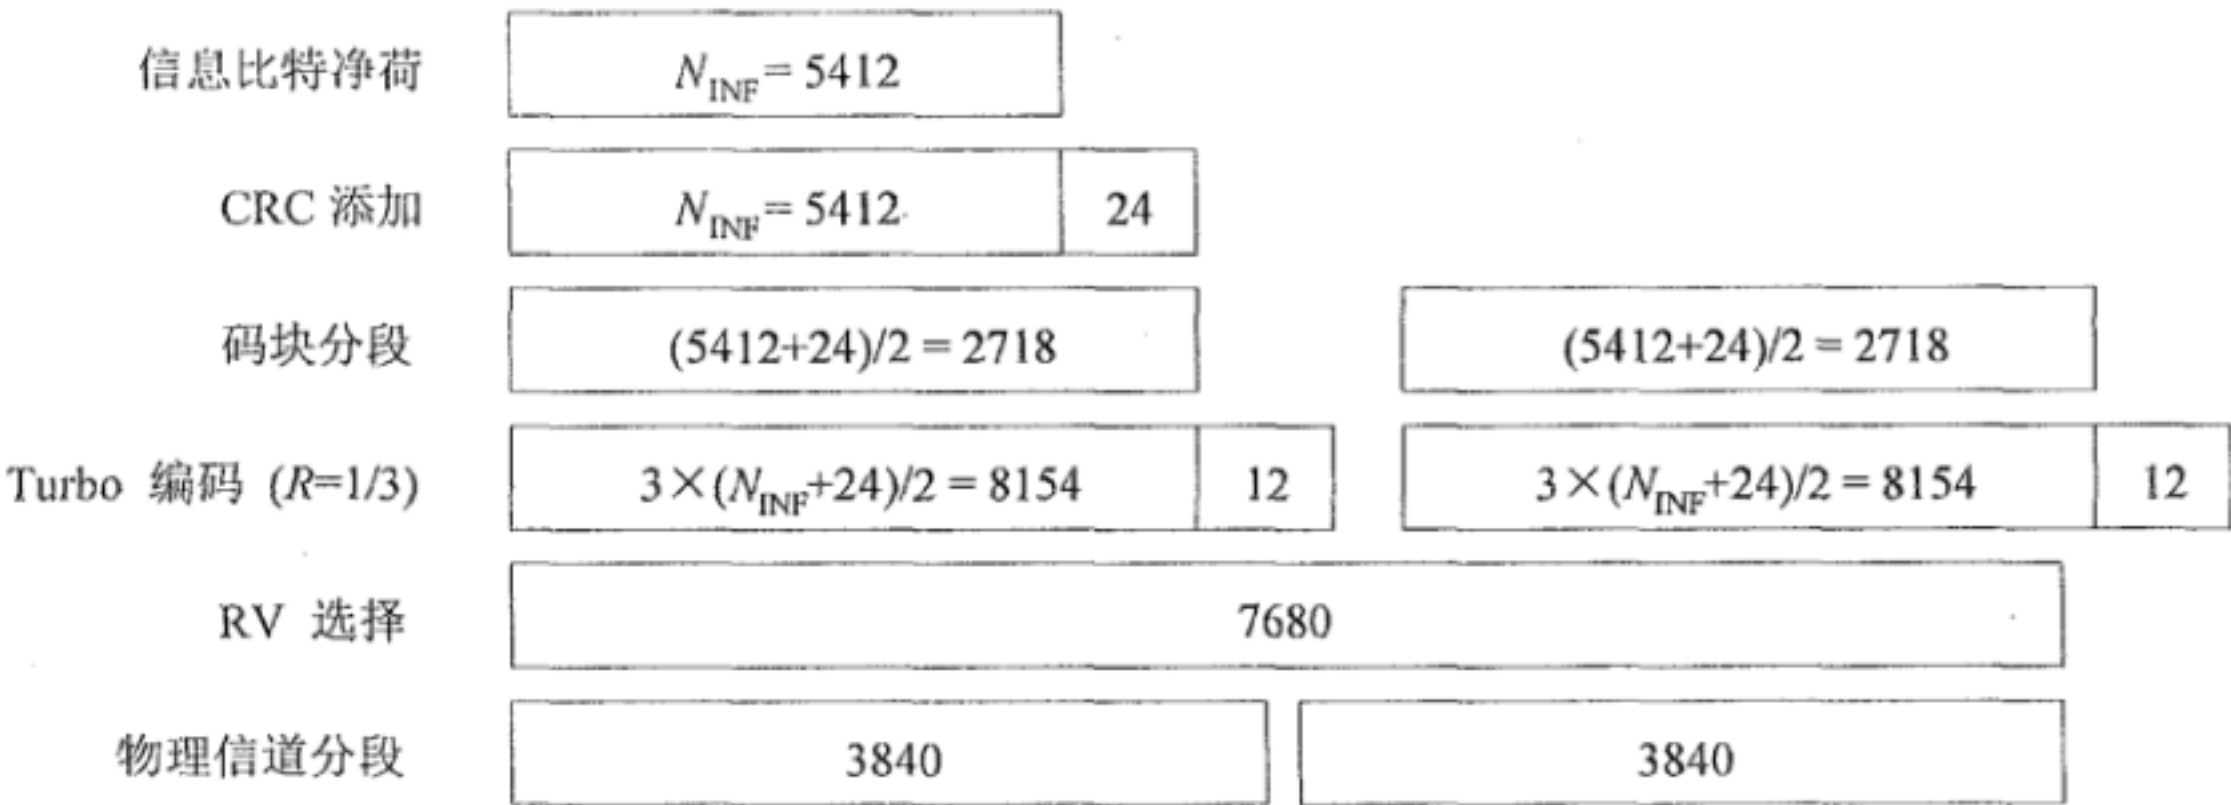 信息比特净荷 N_INF = 5412
CRC 添加 N_INF = 5412 24
码块分段 (5412+24)/2 = 2718 (5412+24)/2 = 2718
Turbo 编码 (R=1/3) 3×(N_INF+24)/2 = 8154 12 3×(N_INF+24)/2 = 8154 12
RV 选择 7680
物理信道分段 3840 3840